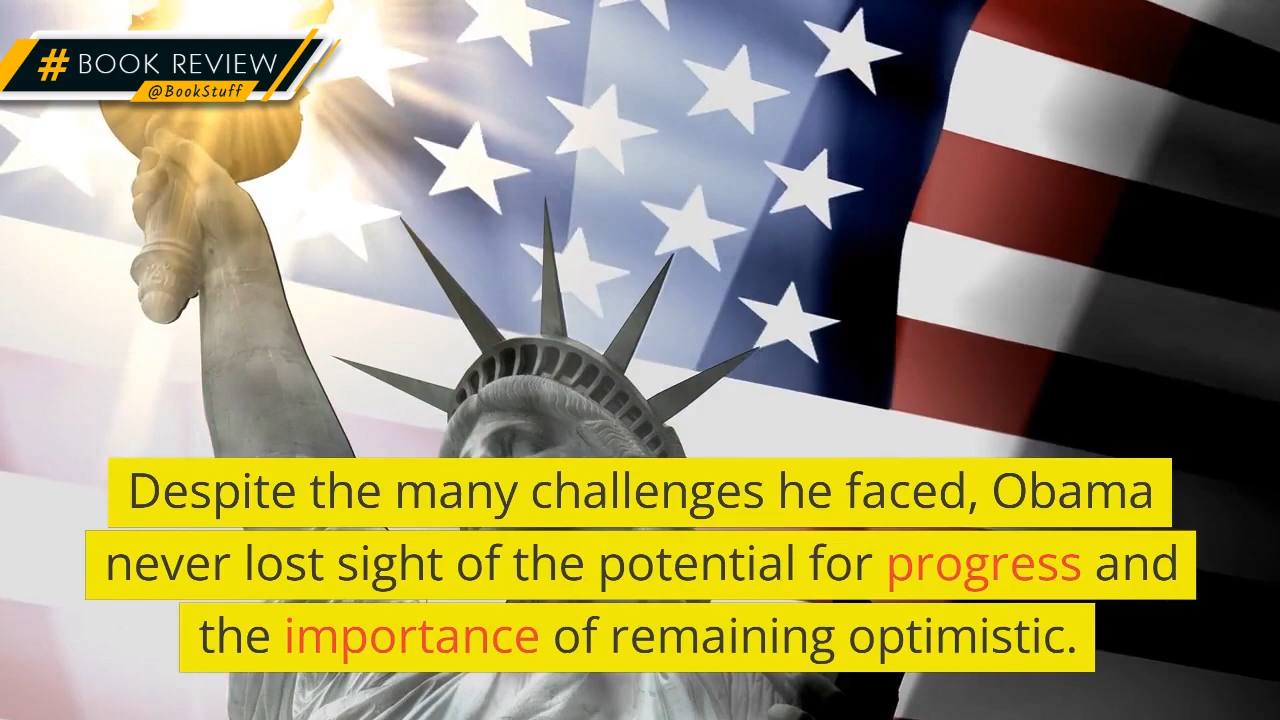 # BOOK REVIEW
@BookStuff
Despite the many challenges he faced, Obama
never lost sight of the potential for progress and
the importance of remaining optimistic.